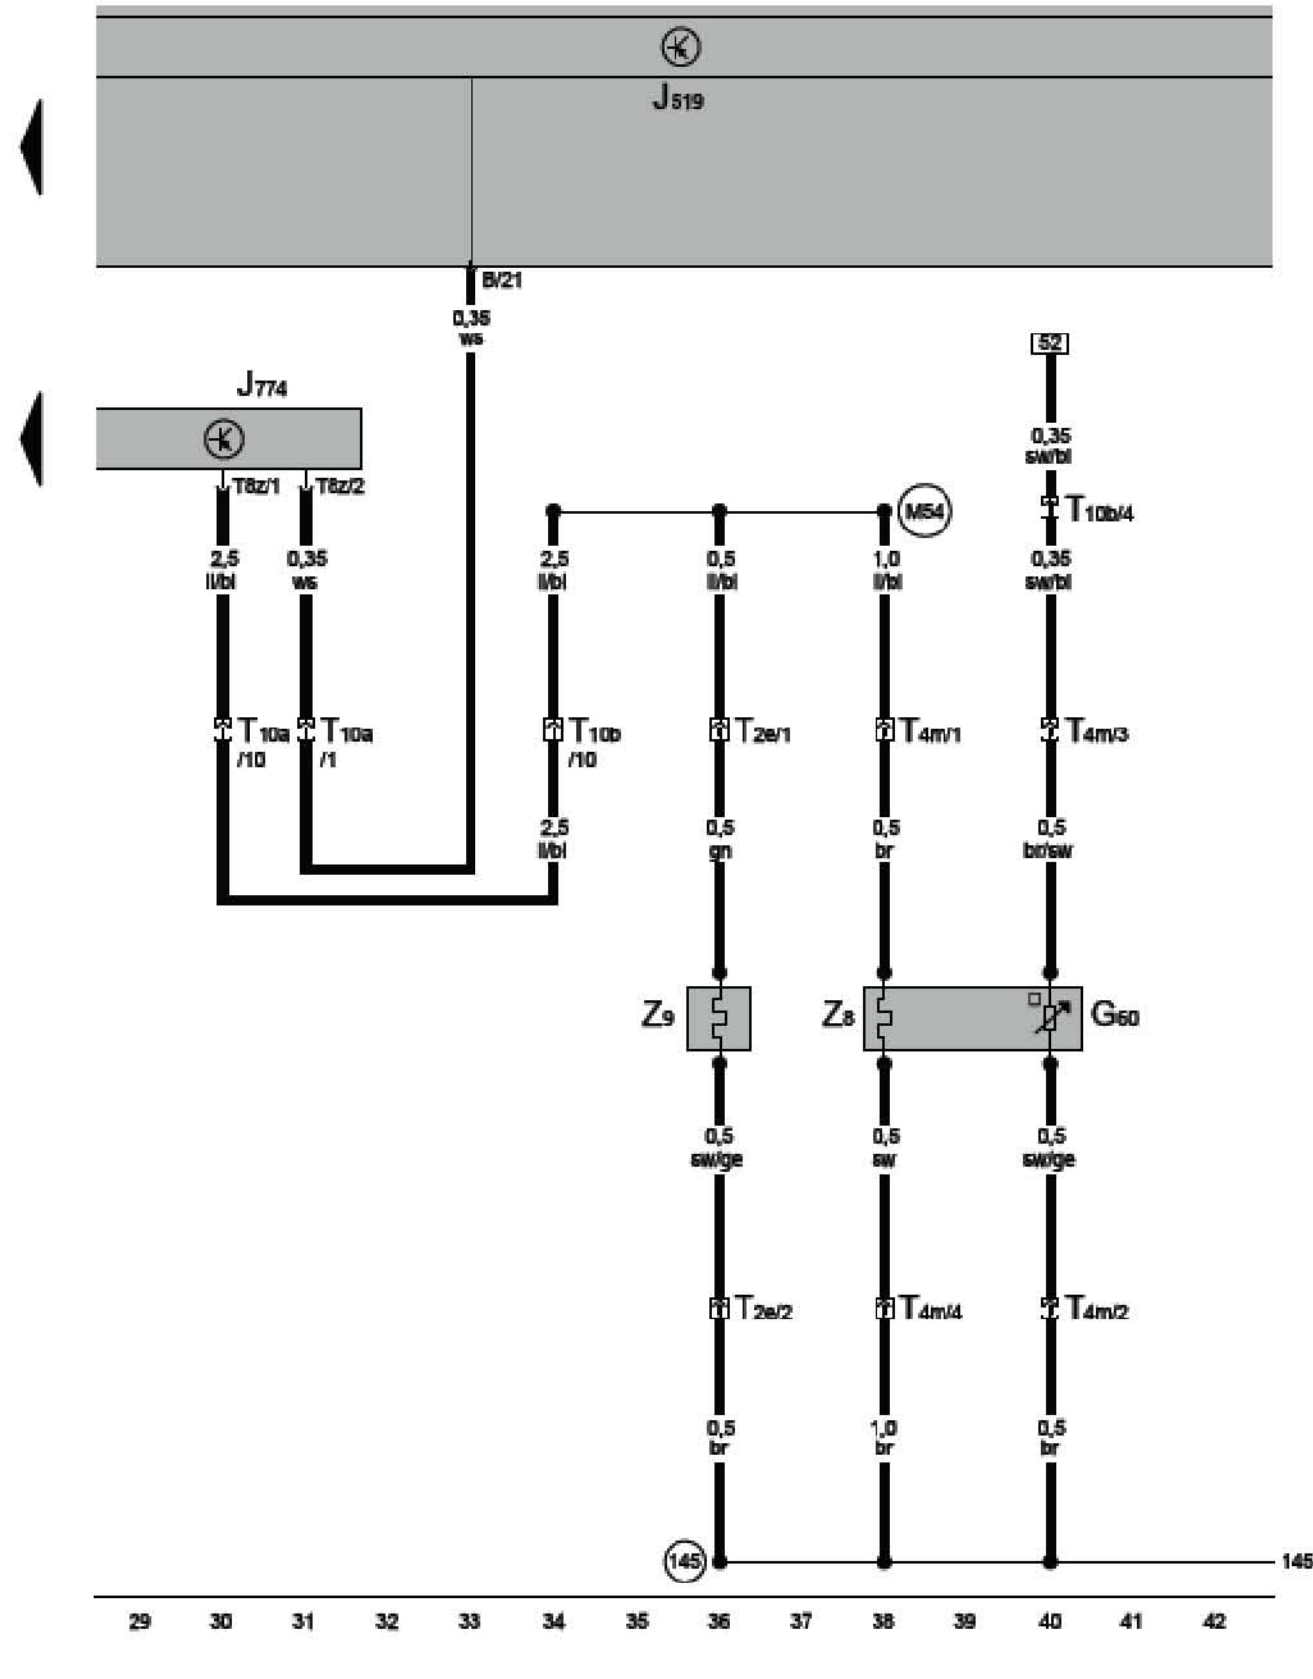 J519
B/21
0,35
ws
52
J774
0,35
sw/bl
T8z/1
T8z/2
T10b/4
M54
2,5
li/bl
0,35
ws
2,5
li/bl
0,5
li/bl
1,0
li/bl
0,35
sw/bl
T10a
/10
T10a
/1
T10b
/10
T2e/1
T4m/1
T4m/3
2,5
li/bl
0,5
gn
0,5
br
0,5
br/sw
Z9
Z8
G60
0,5
sw/ge
0,5
sw
0,5
sw/ge
T2e/2
T4m/4
T4m/2
0,5
br
1,0
br
0,5
br
145
145
29 30 31 32 33 34 35 36 37 38 39 40 41 42